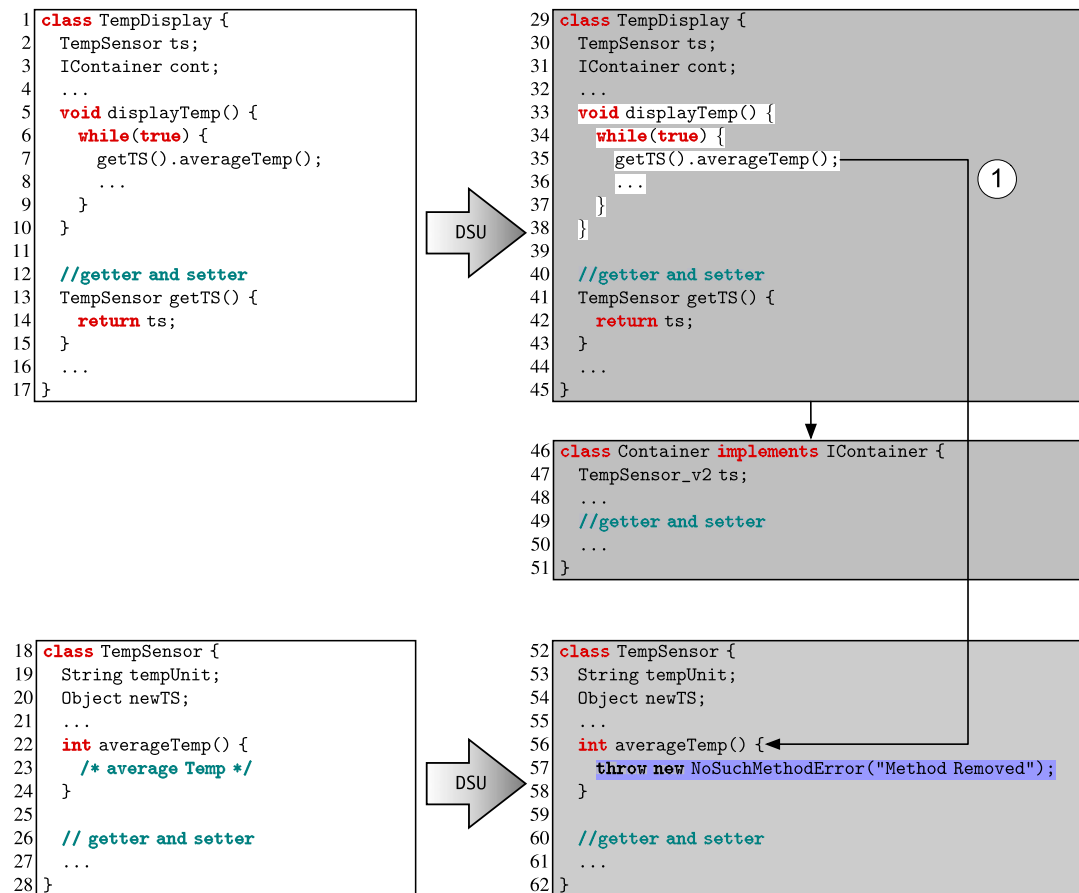 1 class TempDisplay {
2 TempSensor ts;
3 IContainer cont;
4 ...
5 void displayTemp() {
6 while(true) {
7 getTS().averageTemp();
8 ...
9 }
10 }
11
12 //getter and setter
13 TempSensor getTS() {
14 return ts;
15 }
16 ...
17 }
DSU
29 class TempDisplay {
30 TempSensor ts;
31 IContainer cont;
32 ...
33 void displayTemp() {
34 while(true) {
35 getTS().averageTemp();
36 ...
37 }
38 }
39
40 //getter and setter
41 TempSensor getTS() {
42 return ts;
43 }
44 ...
45 }
1
46 class Container implements IContainer {
47 TempSensor_v2 ts;
48 ...
49 //getter and setter
50 ...
51 }
18 class TempSensor {
19 String tempUnit;
20 Object newTS;
21 ...
22 int averageTemp() {
23 /* average Temp */
24 }
25
26 // getter and setter
27 ...
28 }
DSU
52 class TempSensor {
53 String tempUnit;
54 Object newTS;
55 ...
56 int averageTemp() {
57 throw new NoSuchMethodError("Method Removed");
58 }
59
60 //getter and setter
61 ...
62 }